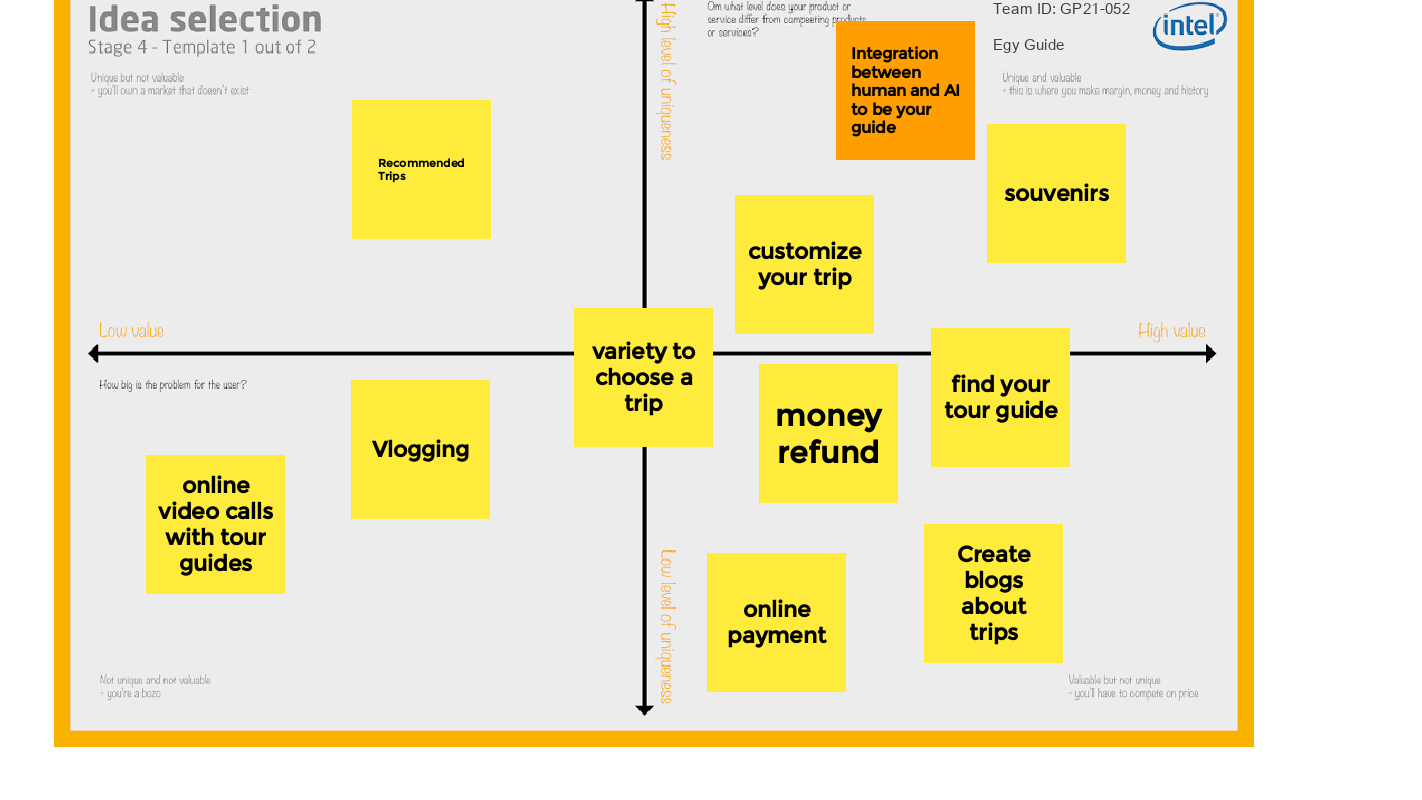 Idea selection
Stage 4 - Template 1 out of 2
Unique but not valuable
- you'll own a market that doesn't exist
High level of uniqueness
Om what level does your product or
service differ from compeeting products
or services?
Team ID: GP21-052
Egy Guide
intel
Unique and valuable
- this is where you make margin, money and history
Integration
between
human and AI
to be your
guide
Recommended
Trips
souvenirs
customize
your trip
Low value
High value
variety to
choose a
trip
How big is the problem for the user?
find your
tour guide
money
refund
Vlogging
online
video calls
with tour
guides
Low level of uniqueness
online
payment
Create
blogs
about
trips
Not unique and not valuable
- you're a bozo
Valuable but not unique
- you'll have to compete on price